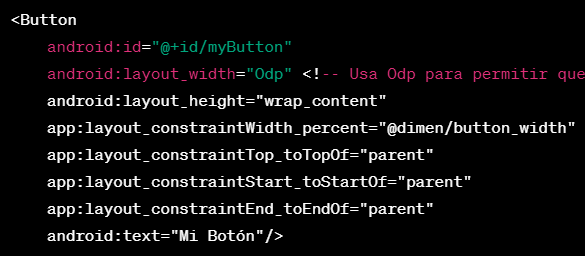 <Button
android:id="@+id/myButton"
android:layout_width="0dp" <!-- Usa 0dp para permitir que
android:layout_height="wrap_content"
app:layout_constraintWidth_percent="@dimen/button_width"
app:layout_constraintTop_toTopOf="parent"
app:layout_constraintStart_toStartOf="parent"
app:layout_constraintEnd_toEndOf="parent"
android:text="Mi Botón"/>